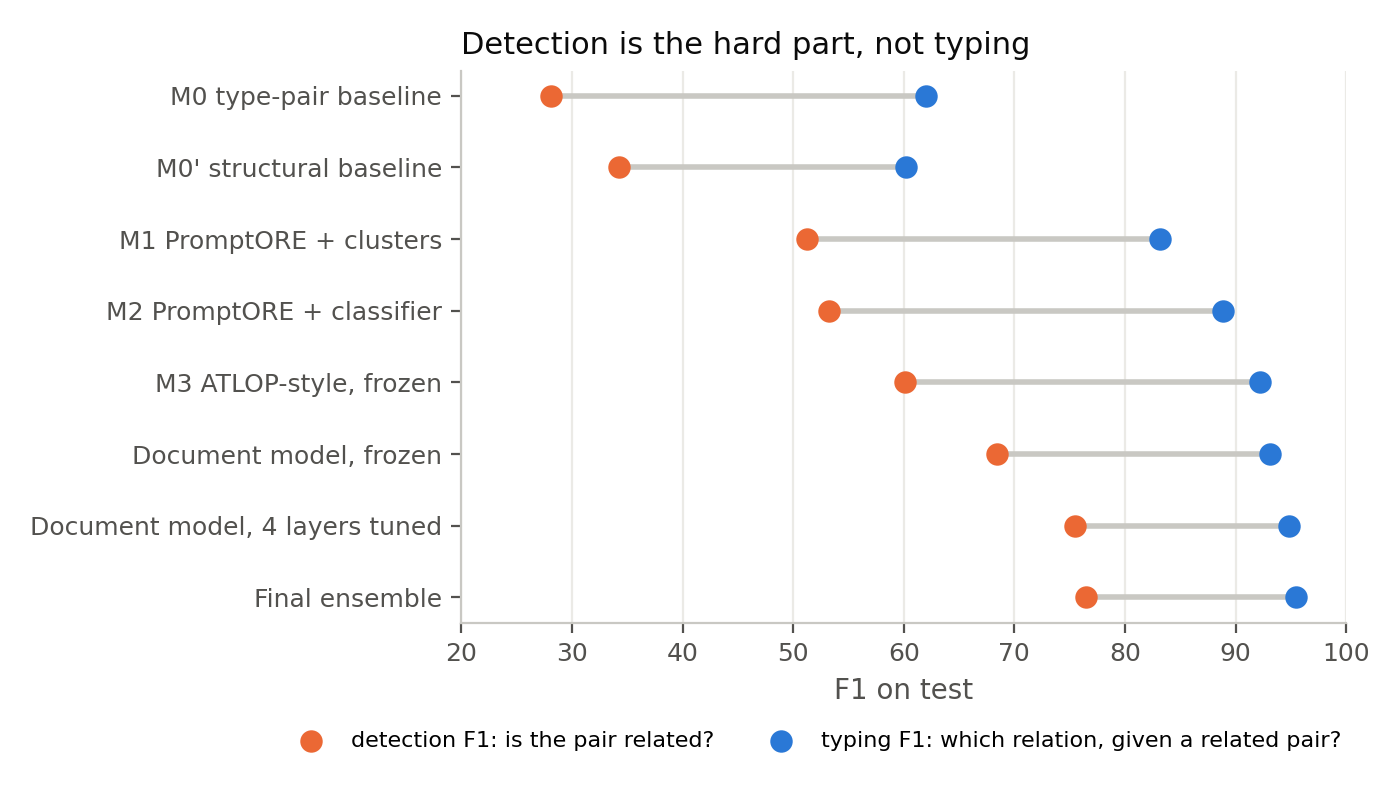 Detection is the hard part, not typing
M0 type-pair baseline
M0' structural baseline
M1 PromptORE + clusters
M2 PromptORE + classifier
M3 ATLOP-style, frozen
Document model, frozen
Document model, 4 layers tuned
Final ensemble
20 30 40 50 60 70 80 90 100
F1 on test
detection F1: is the pair related? typing F1: which relation, given a related pair?